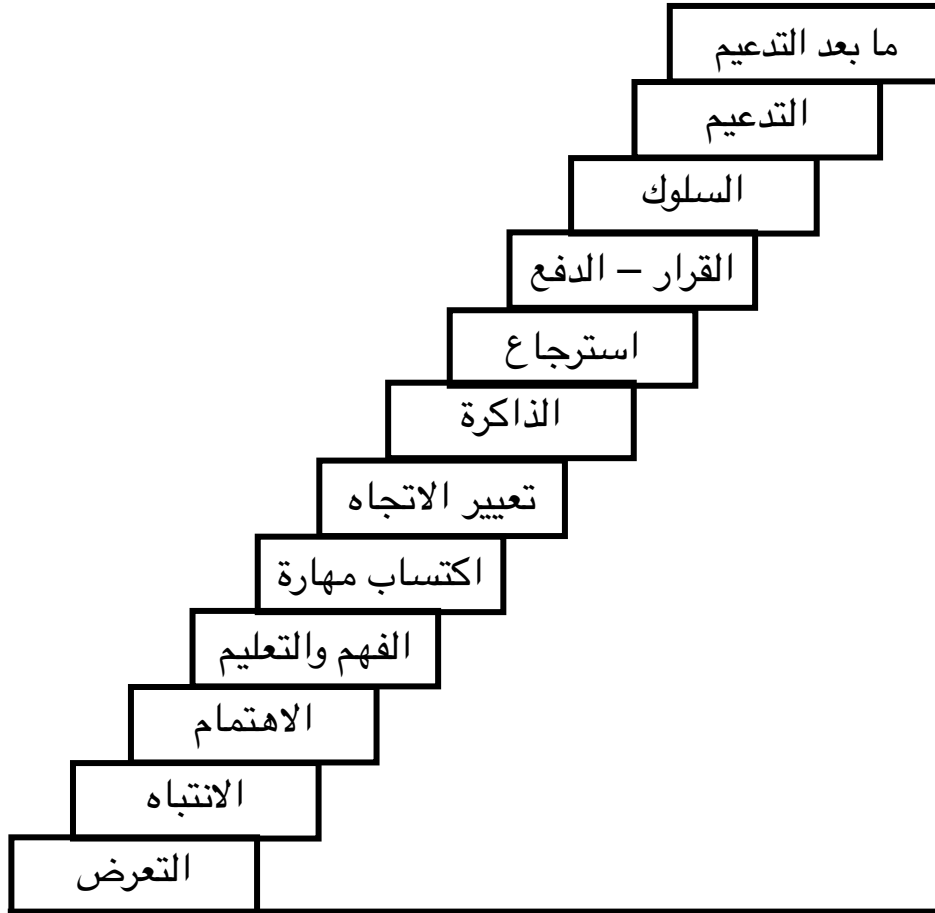 ما بعد التدعيم
التدعيم
السلوك
القرار – الدفع
استرجاع
الذاكرة
تعيير الاتجاه
اكتساب مهارة
الفهم والتعليم
الاهتمام
الانتباه
التعرض